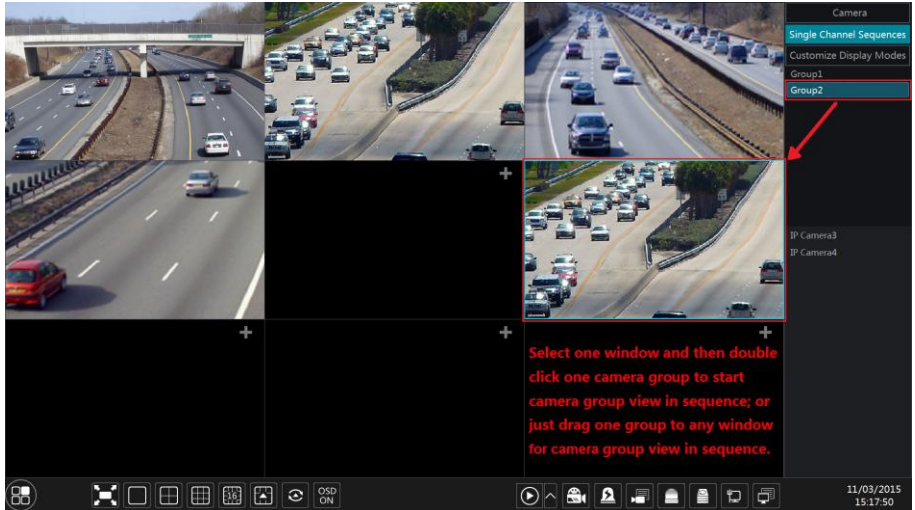 Camera
Single Channel Sequences
Customize Display Modes
Group1
Group2
IP Camera3
IP Camera4
Select one window and then double
click one camera group to start
camera group view in sequence; or
just drag one group to any window
for camera group view in sequence.
16
OSD
ON
11/03/2015
15:17:50